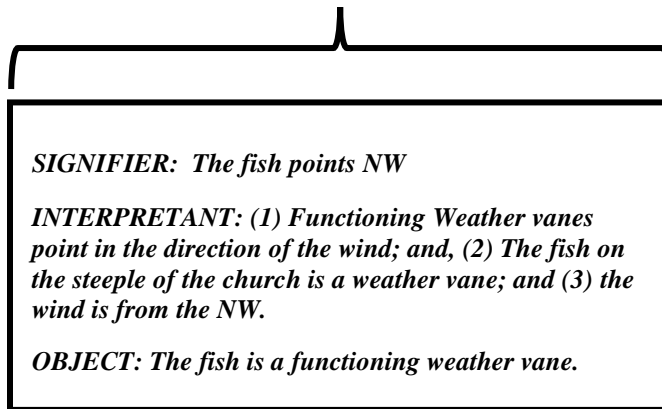 SIGNIFIER: The fish points NW
INTERPRETANT: (1) Functioning Weather vanes
point in the direction of the wind; and, (2) The fish on
the steeple of the church is a weather vane; and (3) the
wind is from the NW.
OBJECT: The fish is a functioning weather vane.